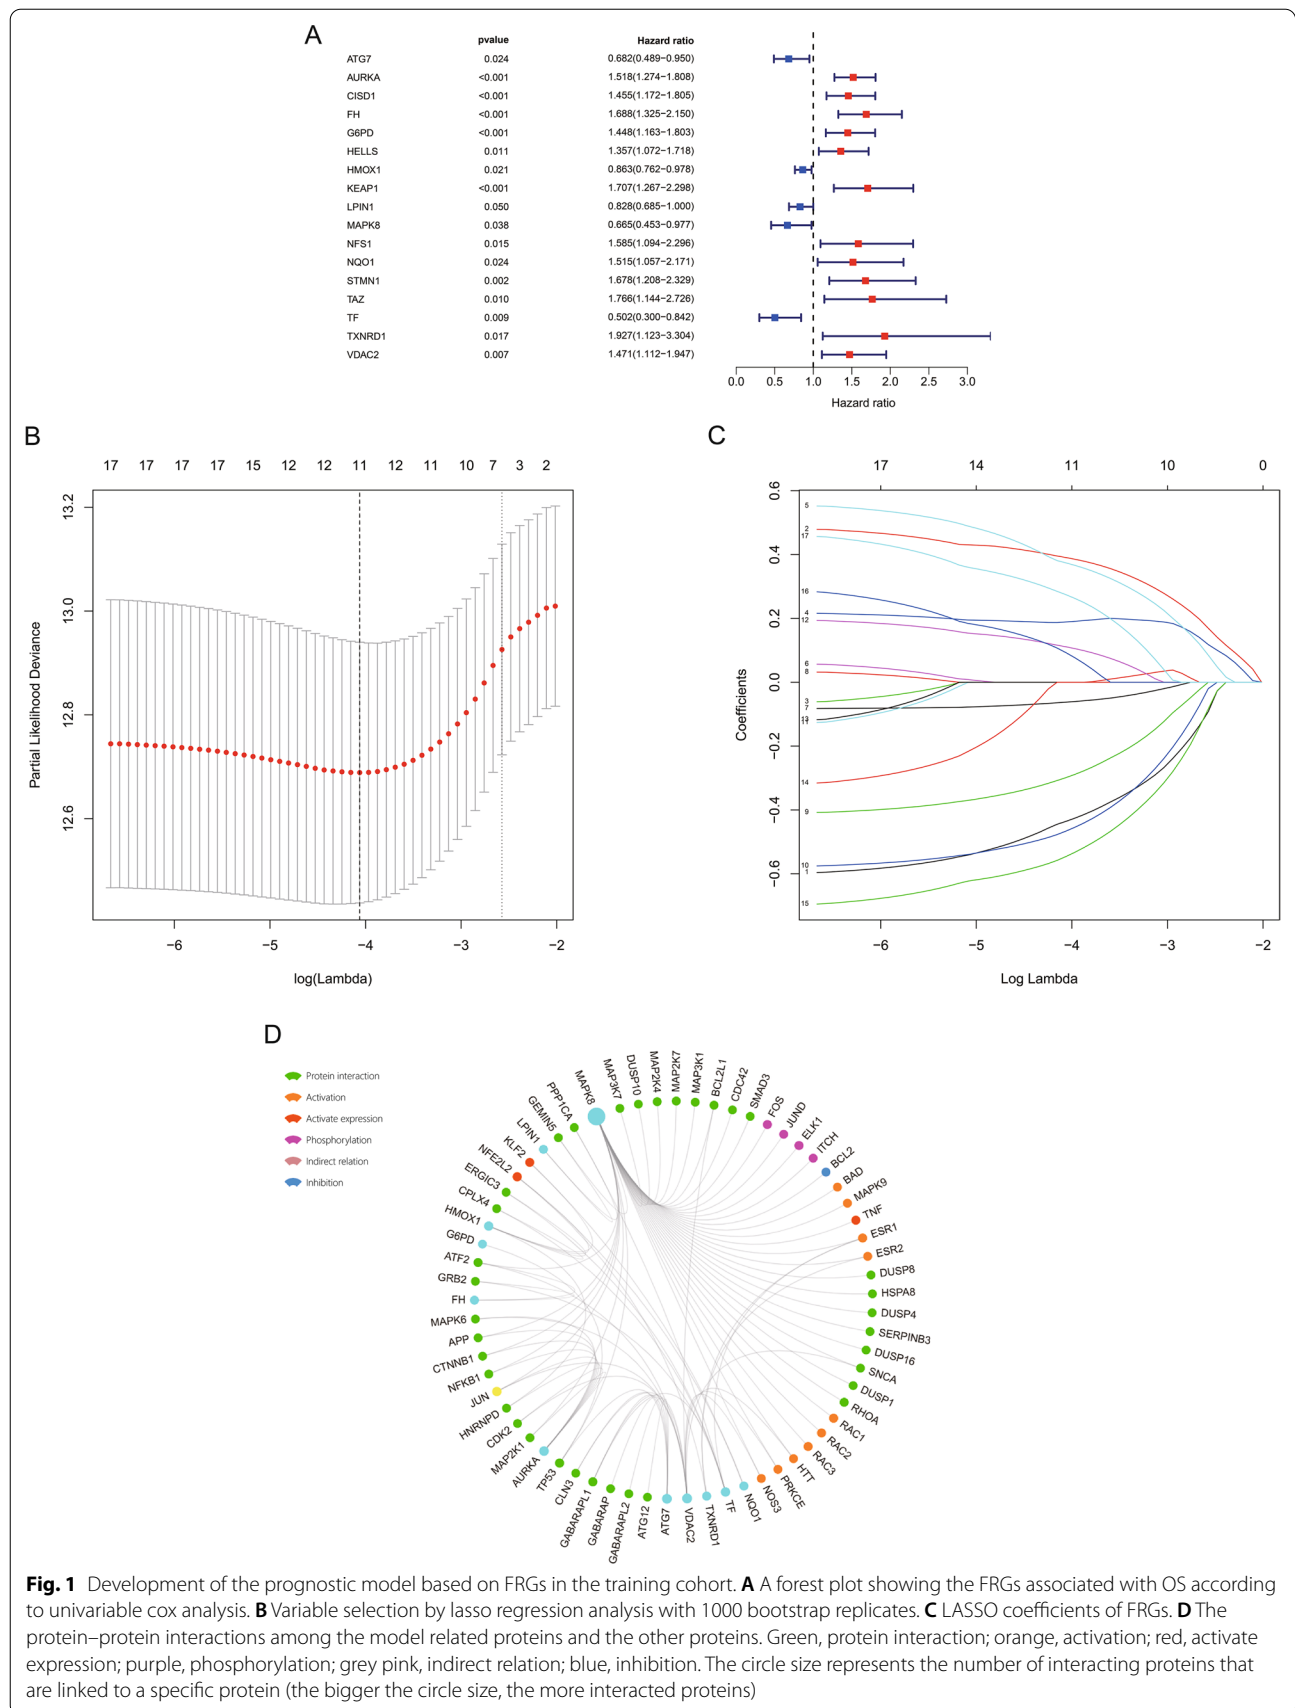 A
pvalue Hazard ratio
ATG7 0.024 0.682(0.489−0.950)
AURKA <0.001 1.518(1.274−1.808)
CISD1 <0.001 1.455(1.172−1.805)
FH <0.001 1.688(1.325−2.150)
G6PD <0.001 1.448(1.163−1.803)
HELLS 0.011 1.357(1.072−1.718)
HMOX1 0.021 0.863(0.762−0.978)
KEAP1 <0.001 1.707(1.267−2.298)
LPIN1 0.050 0.828(0.685−1.000)
MAPK8 0.038 0.665(0.453−0.977)
NFS1 0.015 1.585(1.094−2.296)
NQO1 0.024 1.515(1.057−2.171)
STMN1 0.002 1.678(1.208−2.329)
TAZ 0.010 1.766(1.144−2.726)
TF 0.009 0.502(0.300−0.842)
TXNRD1 0.017 1.927(1.123−3.304)
VDAC2 0.007 1.471(1.112−1.947)
0.0 0.5 1.0 1.5 2.0 2.5 3.0
Hazard ratio
B
17 17 17 17 15 12 12 11 12 11 10 7 3 2
13.2
13.0
12.8
12.6
Partial Likelihood Deviance
−6 −5 −4 −3 −2
log(Lambda)
C
17 14 11 10 0
0.6
0.4
0.2
0.0
−0.2
−0.4
−0.6
Coefficients
5
2
17
16
4
12
6
8
3
7
13
11
14
9
10
1
15
−6 −5 −4 −3 −2
Log Lambda
D
Protein interaction
Activation
Activate expression
Phosphorylation
Indirect relation
Inhibition
MAPK8
MAP3K7
DUSP10
MAP2K4
MAP2K7
MAP3K1
BCL2L1
CDC42
SMAD3
FOS
JUND
ELK1
ITCH
BCL2
BAD
MAPK9
TNF
ESR1
ESR2
DUSP8
HSPA8
DUSP4
SERPINB3
DUSP16
SNCA
DUSP1
RHOA
RAC1
RAC2
RAC3
HTT
PRKCE
NOS3
NQO1
TF
TXNRD1
VDAC2
ATG7
ATG12
GABARAPL2
GABARAP
GABARAPL1
CLN3
TP53
AURKA
MAP2K1
CDK2
HNRNPD
JUN
NFKB1
CTNNB1
APP
MAPK6
FH
GRB2
ATF2
G6PD
HMOX1
CPLX4
ERGIC3
NFE2L2
KLF2
LPIN1
GEMIN5
PPP1CA
Fig. 1 Development of the prognostic model based on FRGs in the training cohort. A A forest plot showing the FRGs associated with OS according
to univariable cox analysis. B Variable selection by lasso regression analysis with 1000 bootstrap replicates. C LASSO coefficients of FRGs. D The
protein–protein interactions among the model related proteins and the other proteins. Green, protein interaction; orange, activation; red, activate
expression; purple, phosphorylation; grey pink, indirect relation; blue, inhibition. The circle size represents the number of interacting proteins that
are linked to a specific protein (the bigger the circle size, the more interacted proteins)